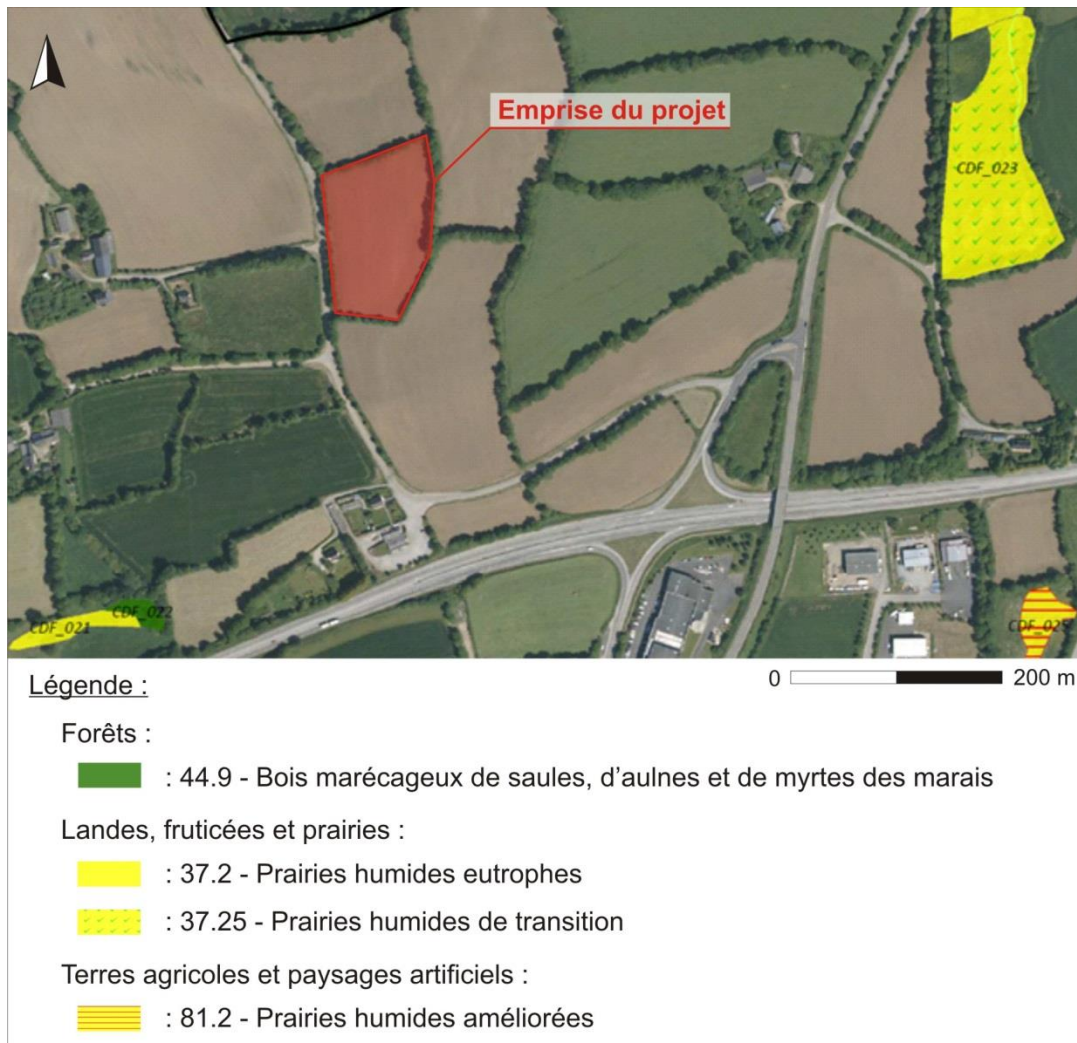 Emprise du projet
CDF_023
CDF_022
CDF_021
CDF_025
0 200 m
Légende :
Forêts :
: 44.9 - Bois marécageux de saules, d'aulnes et de myrtes des marais
Landes, fruticées et prairies :
: 37.2 - Prairies humides eutrophes
: 37.25 - Prairies humides de transition
Terres agricoles et paysages artificiels :
: 81.2 - Prairies humides améliorées